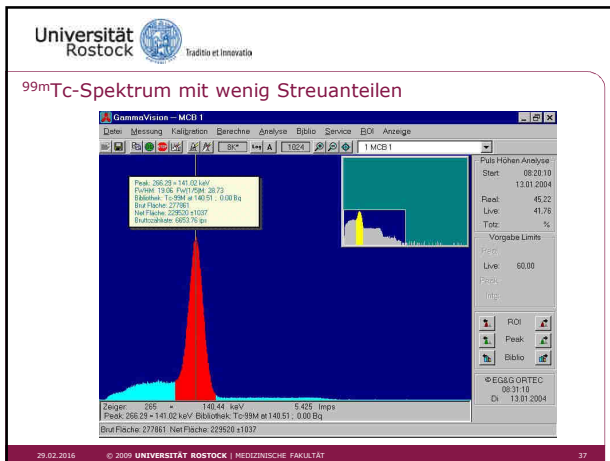 Universität
Rostock
Traditio et Innovatio
99mTc-Spektrum mit wenig Streuanteilen
GammaVision — MCB 1
Datei Messung Kalibration Berechne Analyse Biblio Service ROI Anzeige
8K* Log A 1024 1 MCB1
Peak: 266.29 = 141.02 keV
FWHM: 19.06 FW(1/5)M: 28.73
Bibliothek: Tc-99M at 140.51 ; 0.00 Bq
Brut Fläche: 277861
Net Fläche: 229520 ±1037
Bruttozählrate: 6653.76 ips
Puls Höhen Analyse
Start: 08:20:10
13.01.2004
Real: 45,22
Live: 41,76
Totz: %
Vorgabe Limits
Real:
Live: 60,00
Peak:
Intg:
ROI
Peak
Biblio
© EG&G ORTEC
08:31:10
Di 13.01.2004
Zeiger: 265 = 140,44 keV 5.425 Imps
Peak: 266.29 = 141.02 keV Bibliothek: Tc-99M at 140.51 ; 0.00 Bq
Brut Fläche: 277861 Net Fläche: 229520 ±1037
29.02.2016 © 2009 UNIVERSITÄT ROSTOCK | MEDIZINISCHE FAKULTÄT 37